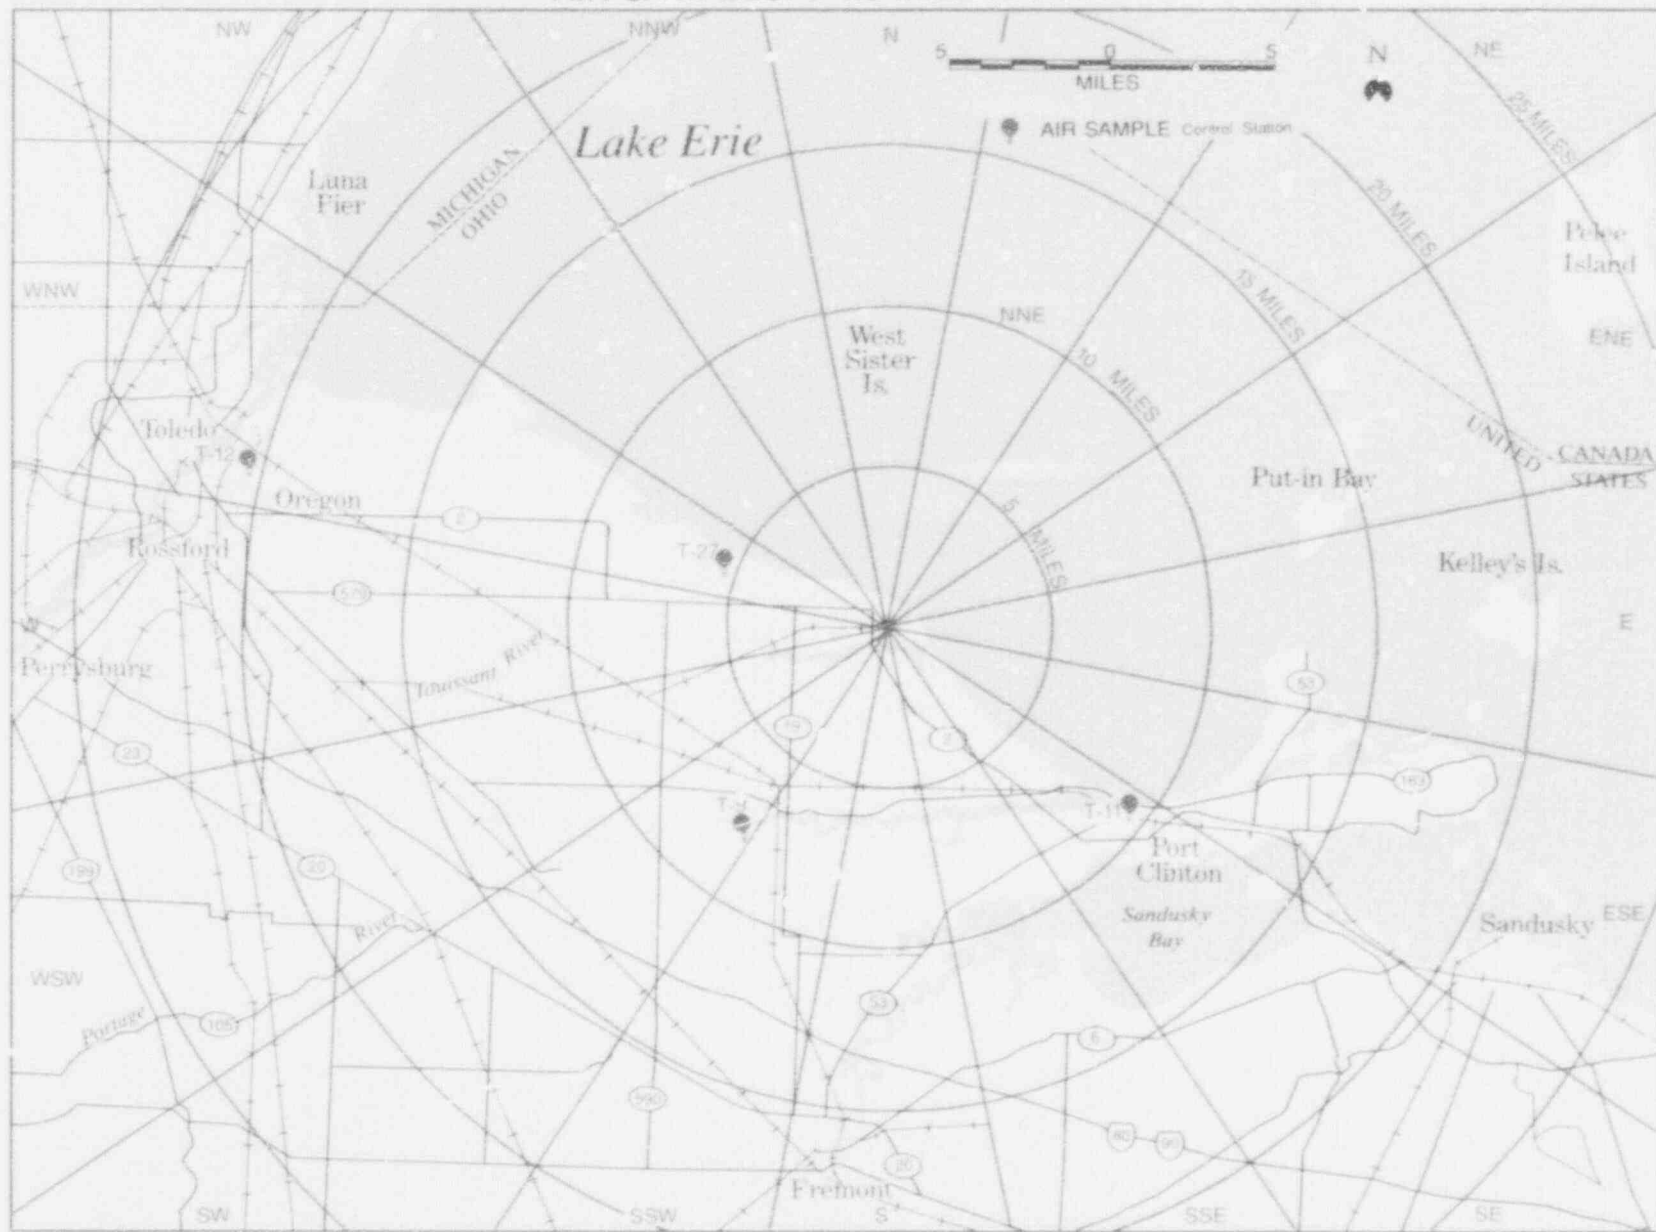 NW
NNW
N
5 0 5
MILES
N
NE
25 MILES
AIR SAMPLE Control Station
Lake Erie
MICHIGAN
OHIO
Luna
Pier
20 MILES
Pelee
Island
15 MILES
WNW
NNE
West
Sister
Is.
10 MILES
ENE
Toledo
T-12
UNITED
STATES
CANADA
Put-in Bay
Oregon
2
5 MILES
Rossford
T-27
Kelley's Is.
579
W
E
Perrysburg
Toussant River
53
23
19
2
163
T-11
Port
Clinton
199
20
Sandusky
Bay
Sandusky
ESE
River
WSW
Portage
105
53
6
590
80
90
Fremont
SW
SSW
S
SSE
SE